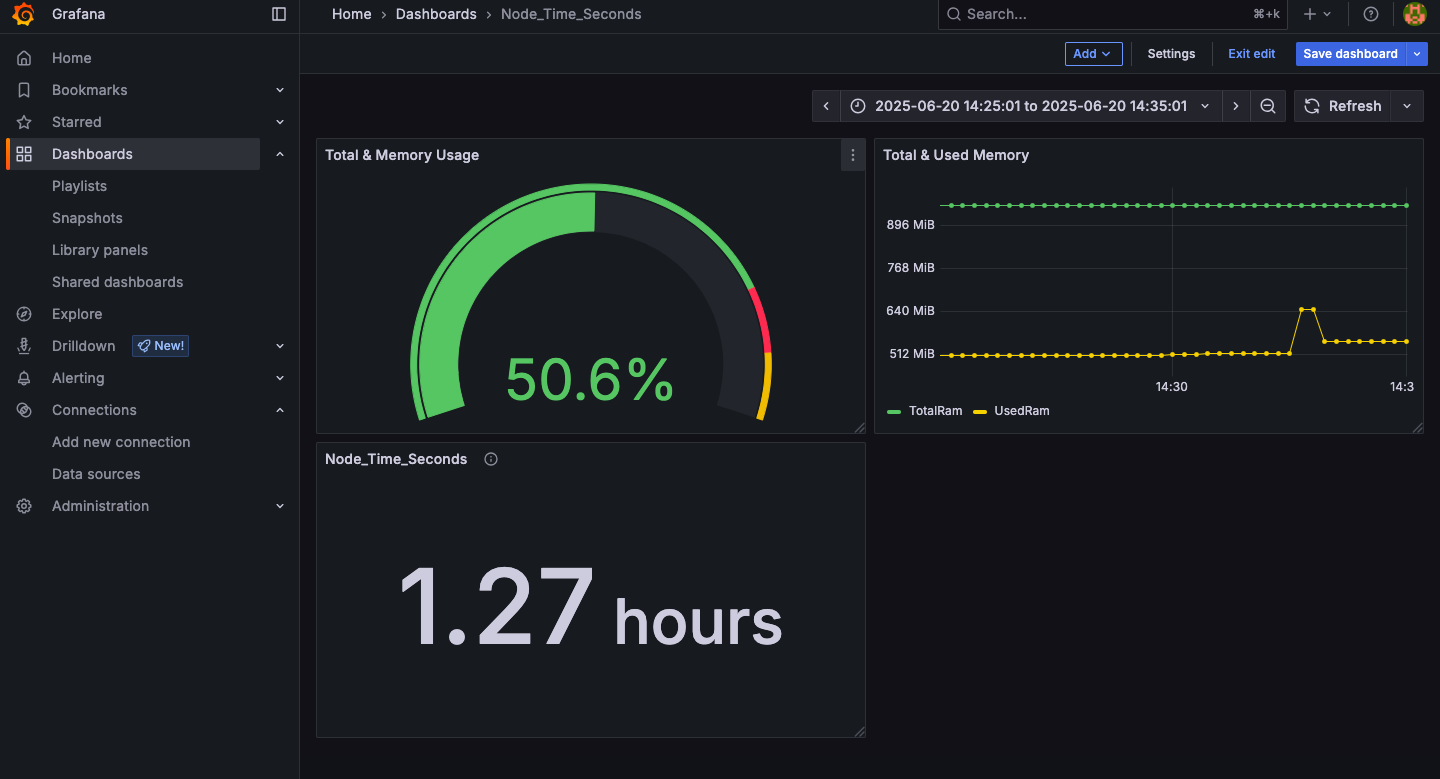 Grafana
Home › Dashboards › Node_Time_Seconds
Search...
⌘+k
Home
Bookmarks
Starred
Dashboards
Playlists
Snapshots
Library panels
Shared dashboards
Explore
Drilldown New!
Alerting
Connections
Add new connection
Data sources
Administration
Add
Settings
Exit edit
Save dashboard
2025-06-20 14:25:01 to 2025-06-20 14:35:01
Refresh
Total & Memory Usage
50.6%
Total & Used Memory
896 MiB
768 MiB
640 MiB
512 MiB
14:30
14:3
TotalRam
UsedRam
Node_Time_Seconds
1.27 hours